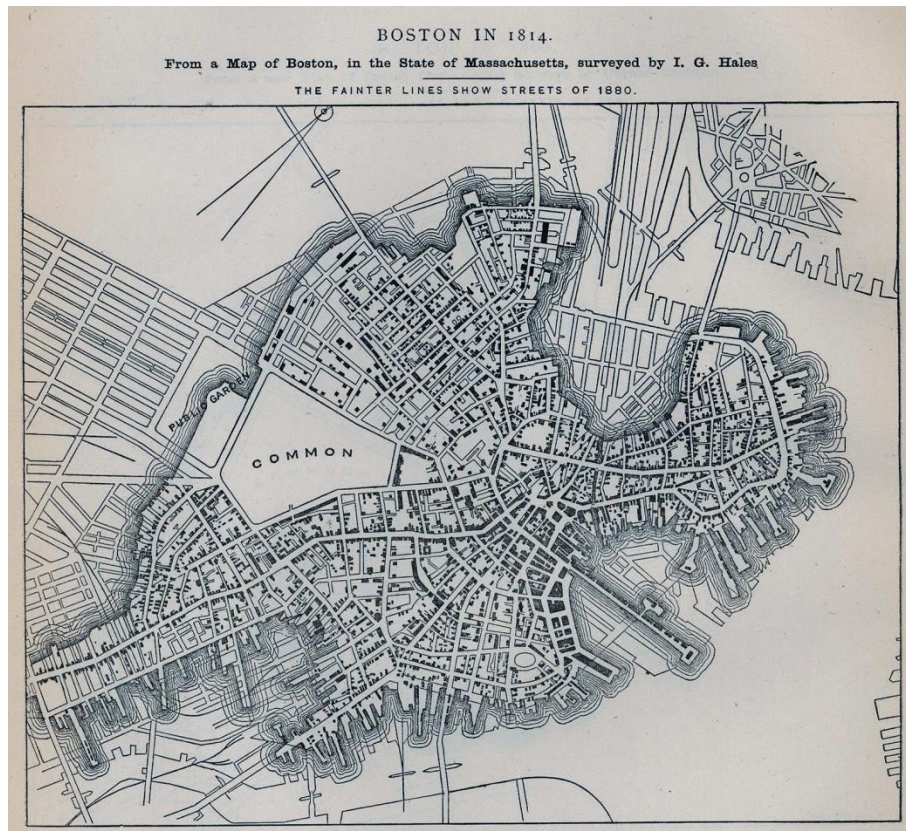 BOSTON IN 1814.
From a Map of Boston, in the State of Massachusetts, surveyed by I. G. Hales
THE FAINTER LINES SHOW STREETS OF 1880.
PUBLIC GARDEN
COMMON